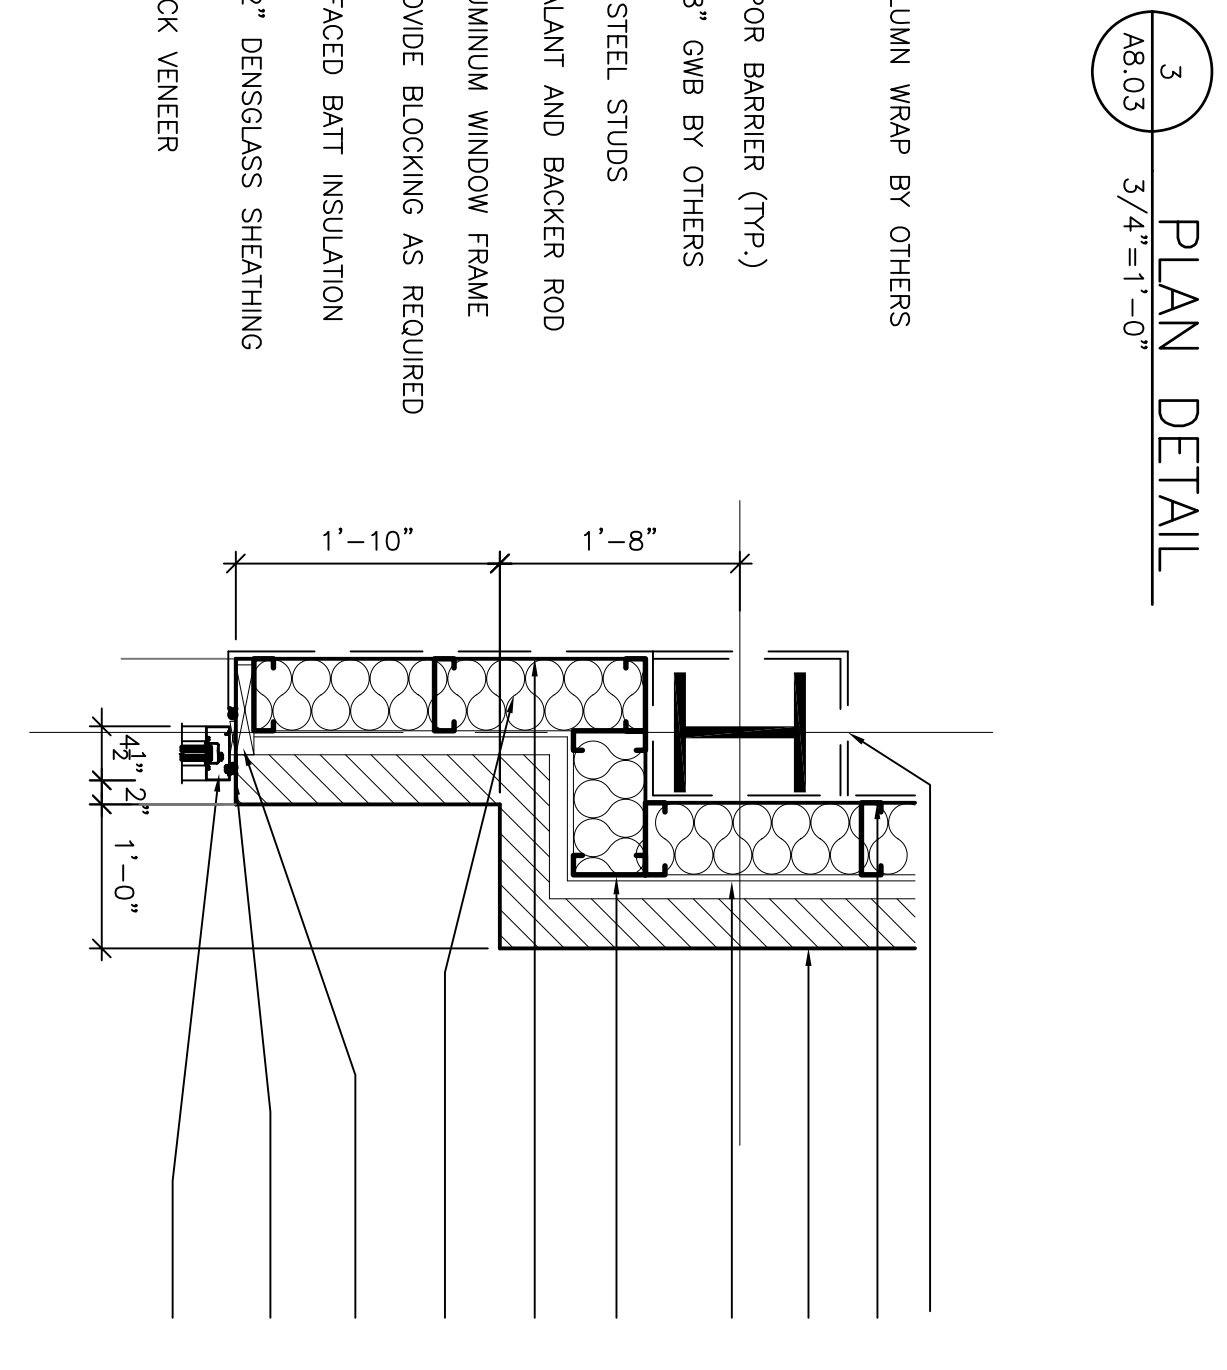 3
A8.03
PLAN DETAIL
3/4"=1'-0"
LUMN WRAP BY OTHERS
POR BARRIER (TYP.)
8" GWB BY OTHERS
STEEL STUDS
ALANT AND BACKER ROD
UMINUM WINDOW FRAME
OVIDE BLOCKING AS REQUIRED
FACED BATT INSULATION
2" DENSGLASS SHEATHING
CK VENEER
1'-10"
1'-8"
4½"
2"
1'-0"